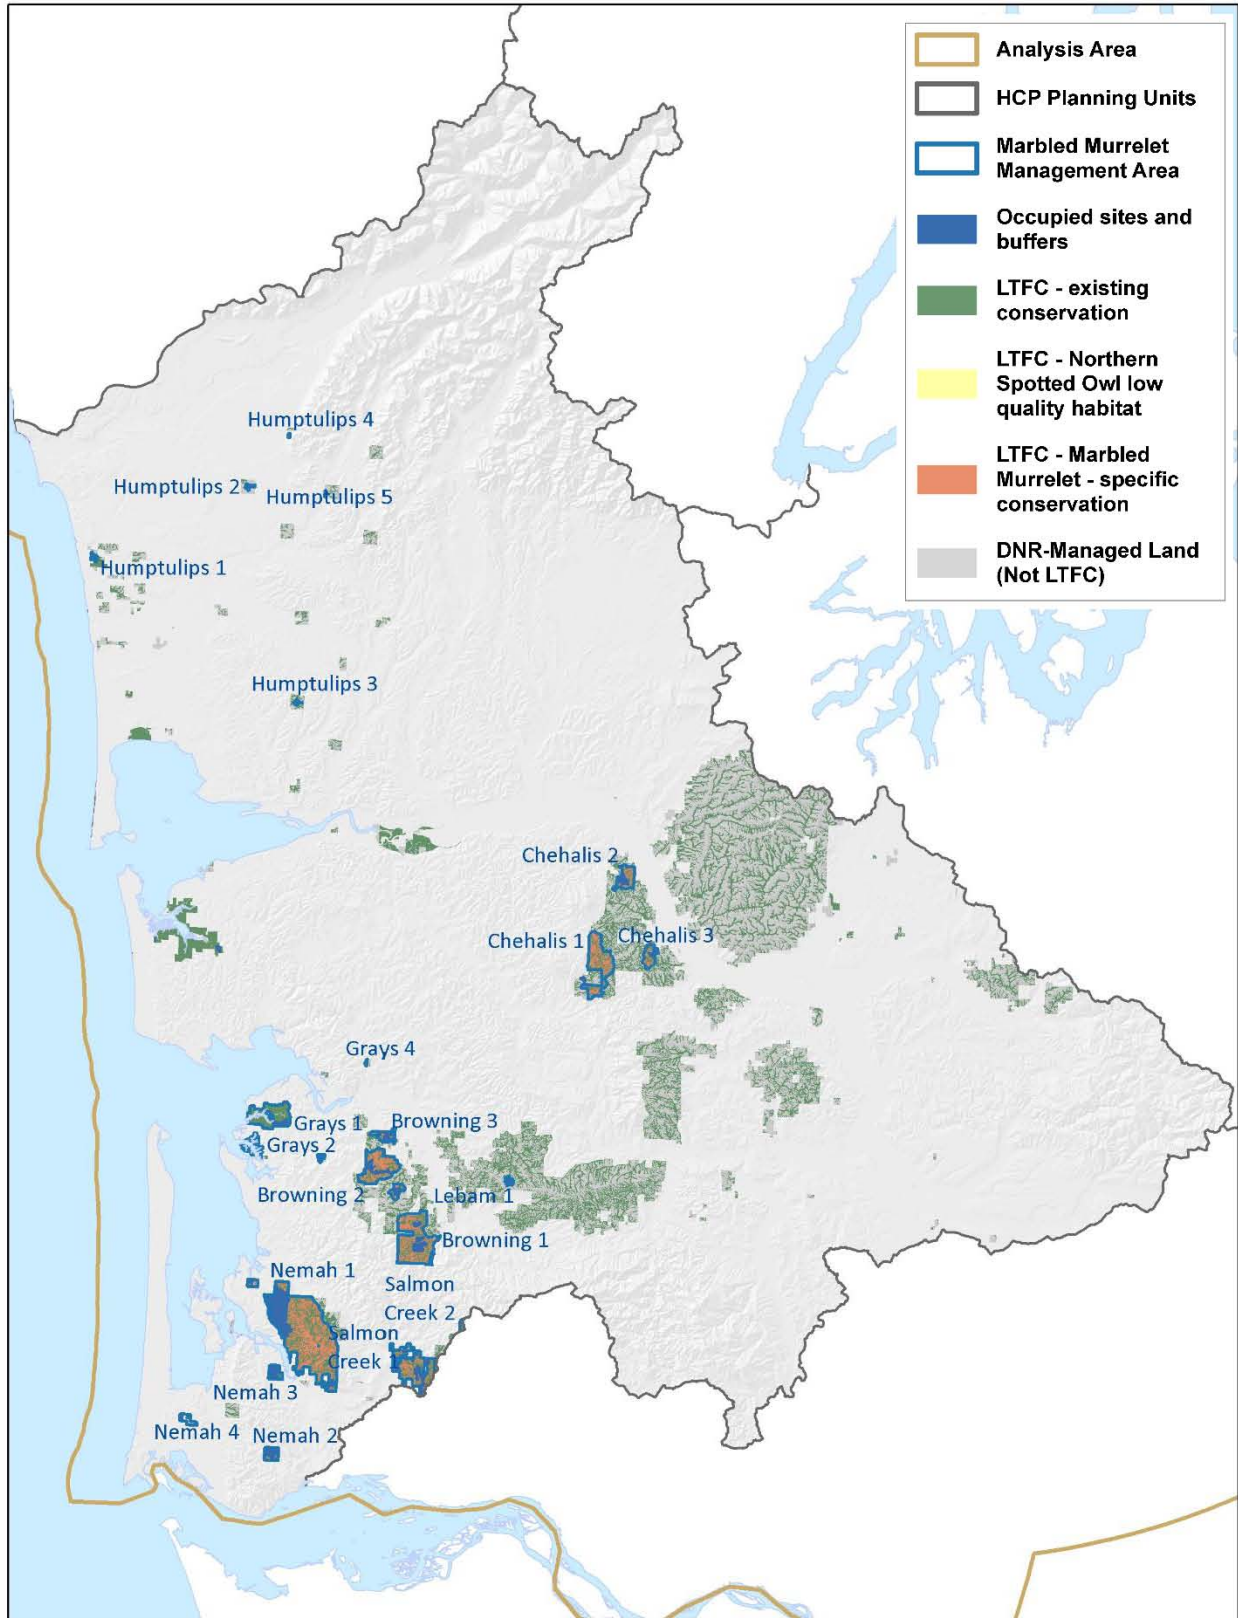 Analysis Area
HCP Planning Units
Marbled Murrelet
Management Area
Occupied sites and
buffers
LTFC - existing
conservation
LTFC - Northern
Spotted Owl low
quality habitat
LTFC - Marbled
Murrelet - specific
conservation
DNR-Managed Land
(Not LTFC)
Humptulips 4
Humptulips 2
Humptulips 5
Humptulips 1
Humptulips 3
Chehalis 2
Chehalis 1
Chehalis 3
Grays 4
Grays 1
Browning 3
Grays 2
Browning 2
Lebam 1
Browning 1
Nemah 1
Salmon
Creek 2
Salmon
Creek 1
Nemah 3
Nemah 4
Nemah 2